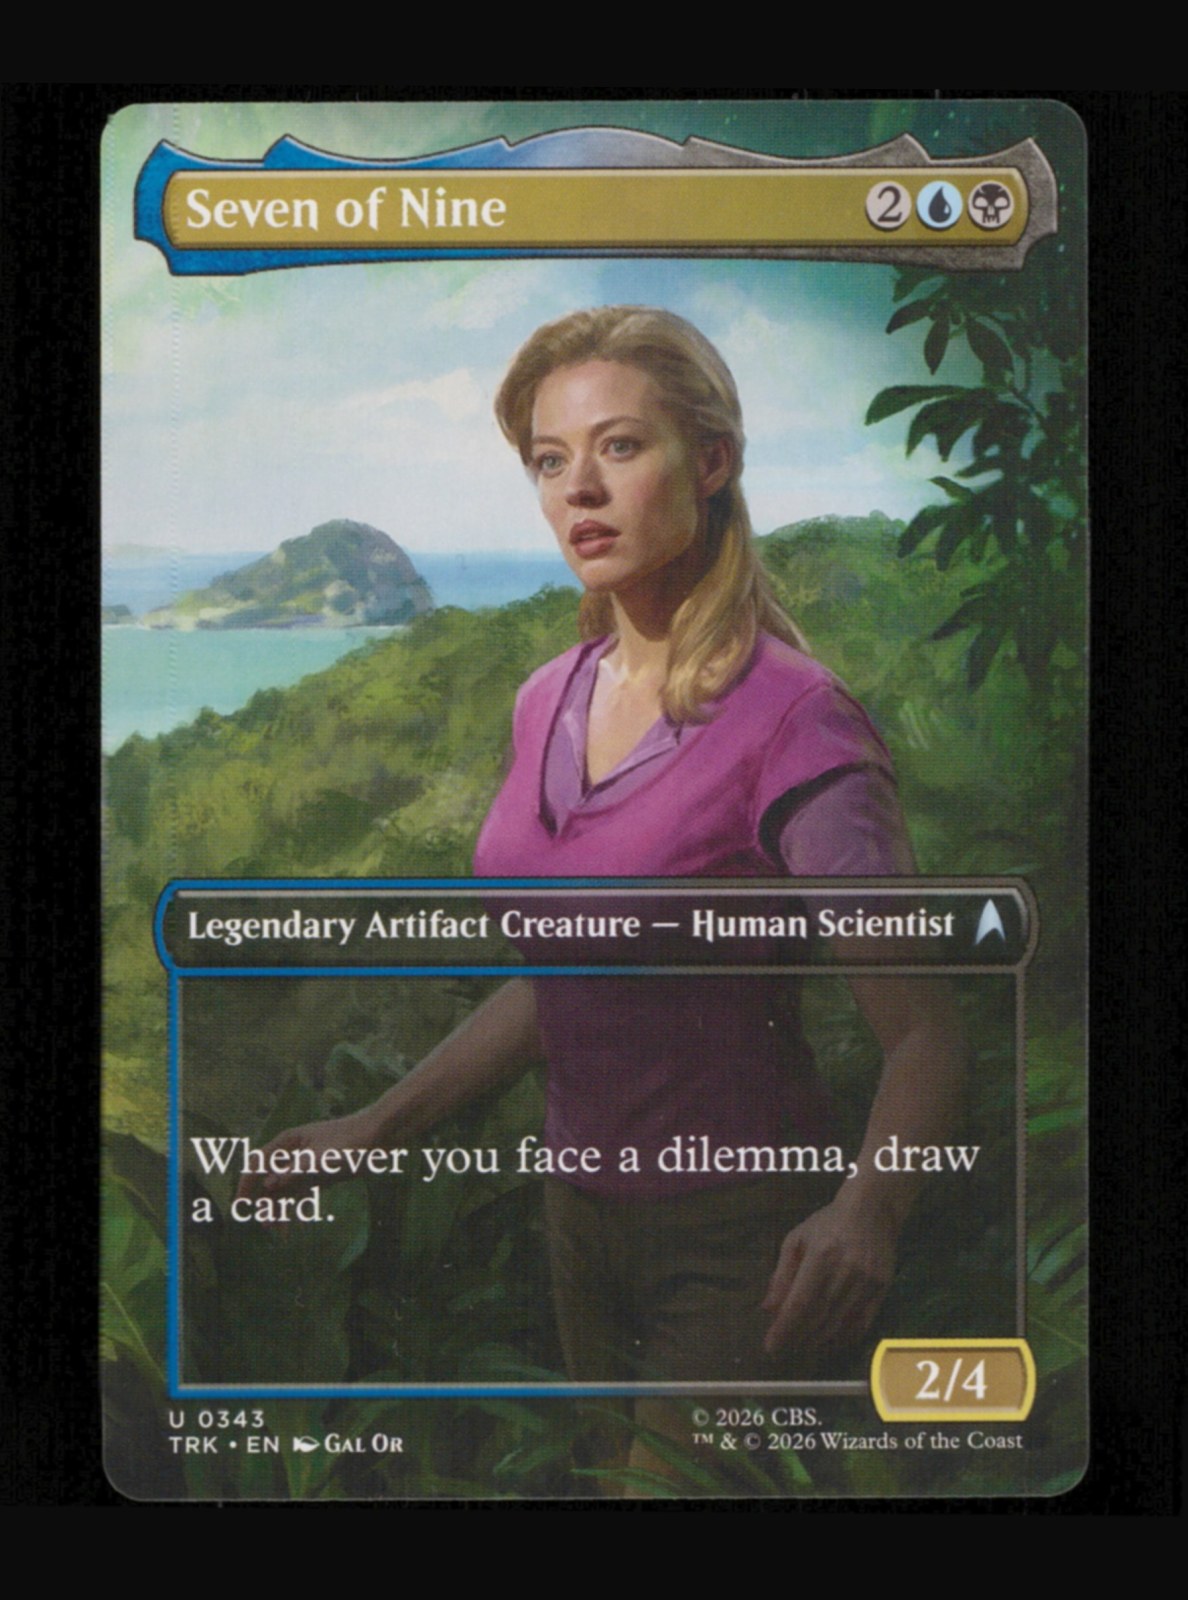 Seven of Nine 2
Legendary Artifact Creature — Human Scientist
Whenever you face a dilemma, draw
a card.
2/4
U 0343
TRK • EN GAL OR
© 2026 CBS.
™ & © 2026 Wizards of the Coast